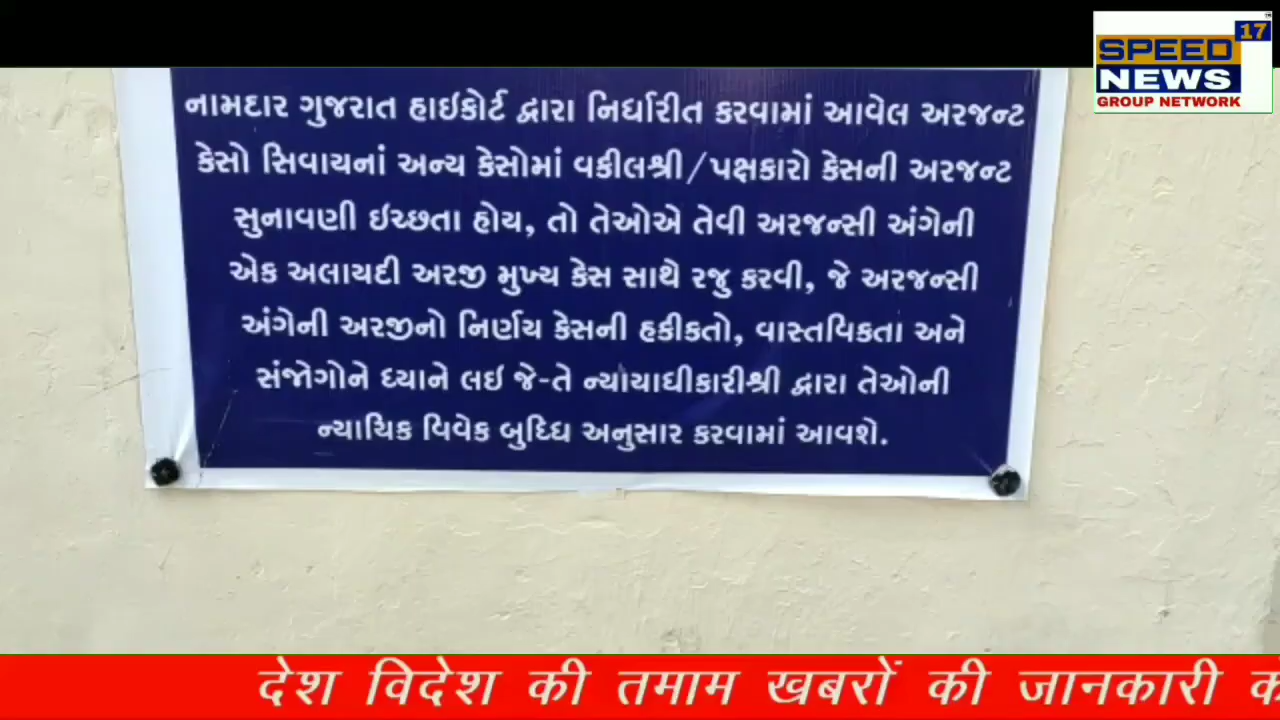 SPEED 17
NEWS
GROUP NETWORK
નામદાર ગુજરાત હાઇકોર્ટ દ્વારા નિર્ધારીત કરવામાં આવેલ અરજન્ટ
કેસો સિવાયનાં અન્ય કેસોમાં વકીલશ્રી/પક્ષકારો કેસની અરજન્ટ
સુનાવણી ઇચ્છતા હોય, તો તેઓએ તેવી અરજન્સી અંગેની
એક અલાયદી અરજી મુખ્ય કેસ સાથે રજુ કરવી, જે અરજન્સી
અંગેની અરજીનો નિર્ણય કેસની હકીકતો, વાસ્તવિકતા અને
સંજોગોને ધ્યાને લઇ જે-તે ન્યાયાધીકારીશ્રી દ્વારા તેઓની
ન્યાયિક વિવેક બુધ્ધિ અનુસાર કરવામાં આવશે.
देश विदेश की तमाम खबरों की जानकारी